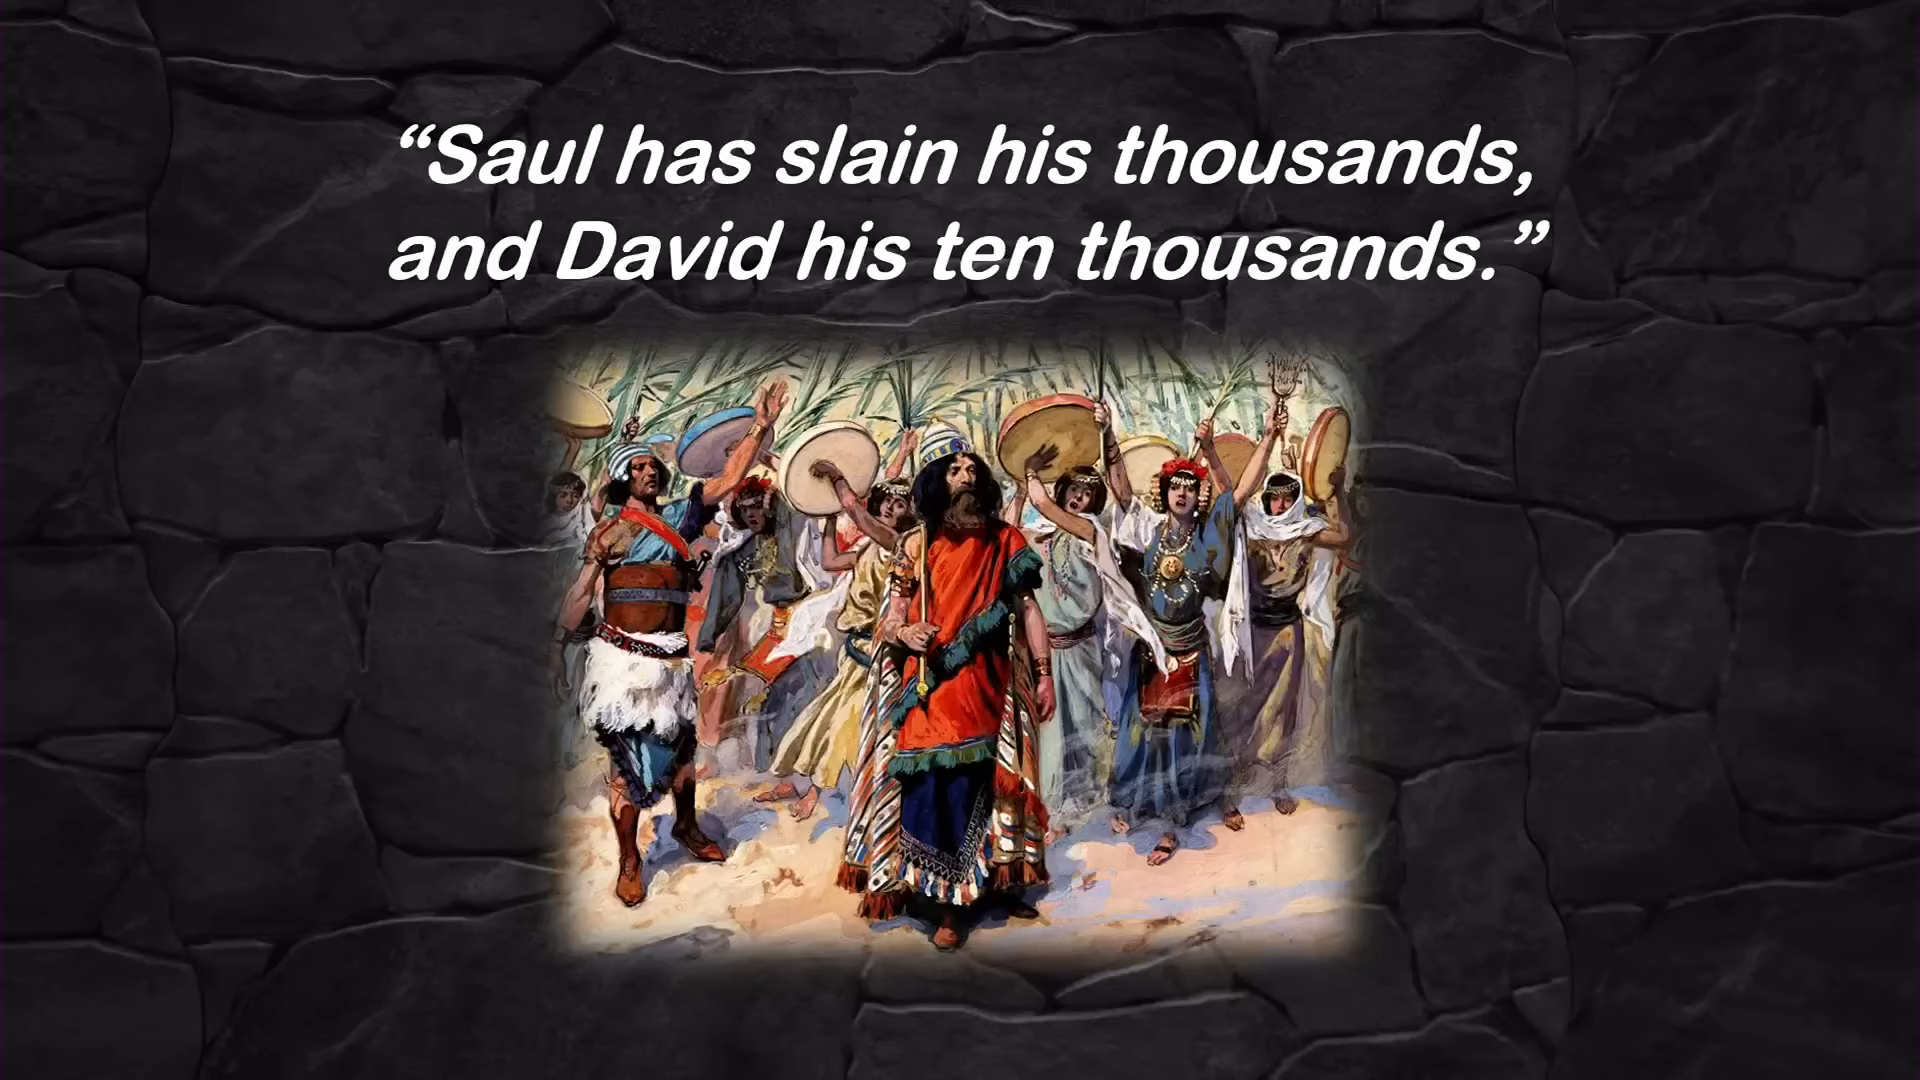 “Saul has slain his thousands,
and David his ten thousands.”